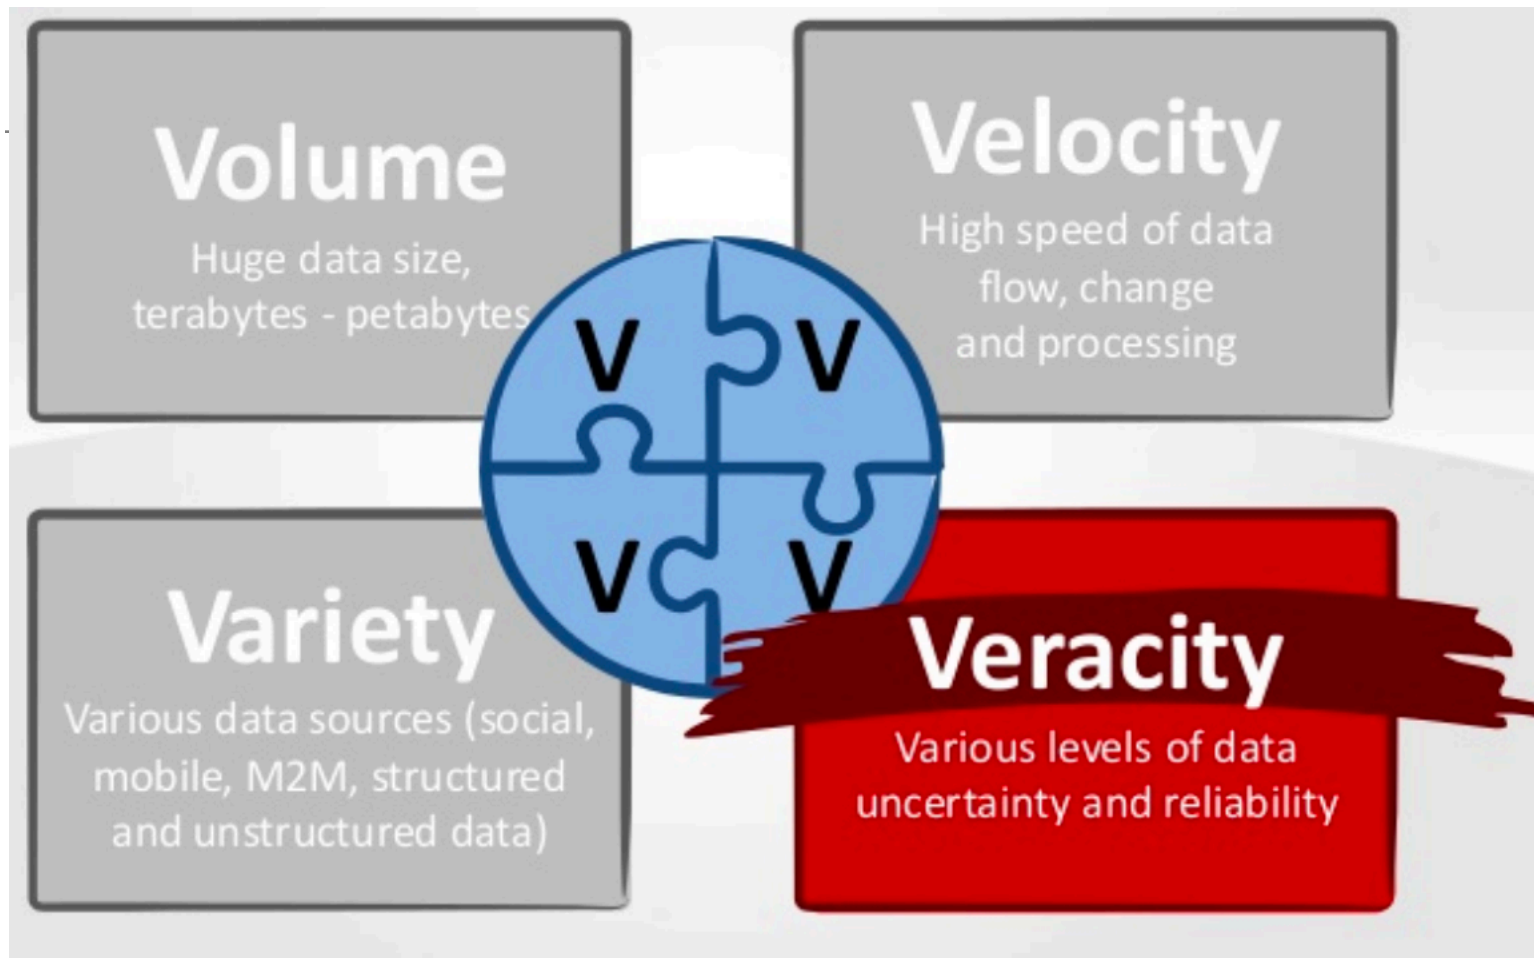 Volume
Huge data size,
terabytes - petabytes
Velocity
High speed of data
flow, change
and processing
V V
V V
Variety
Various data sources (social,
mobile, M2M, structured
and unstructured data)
Veracity
Various levels of data
uncertainty and reliability